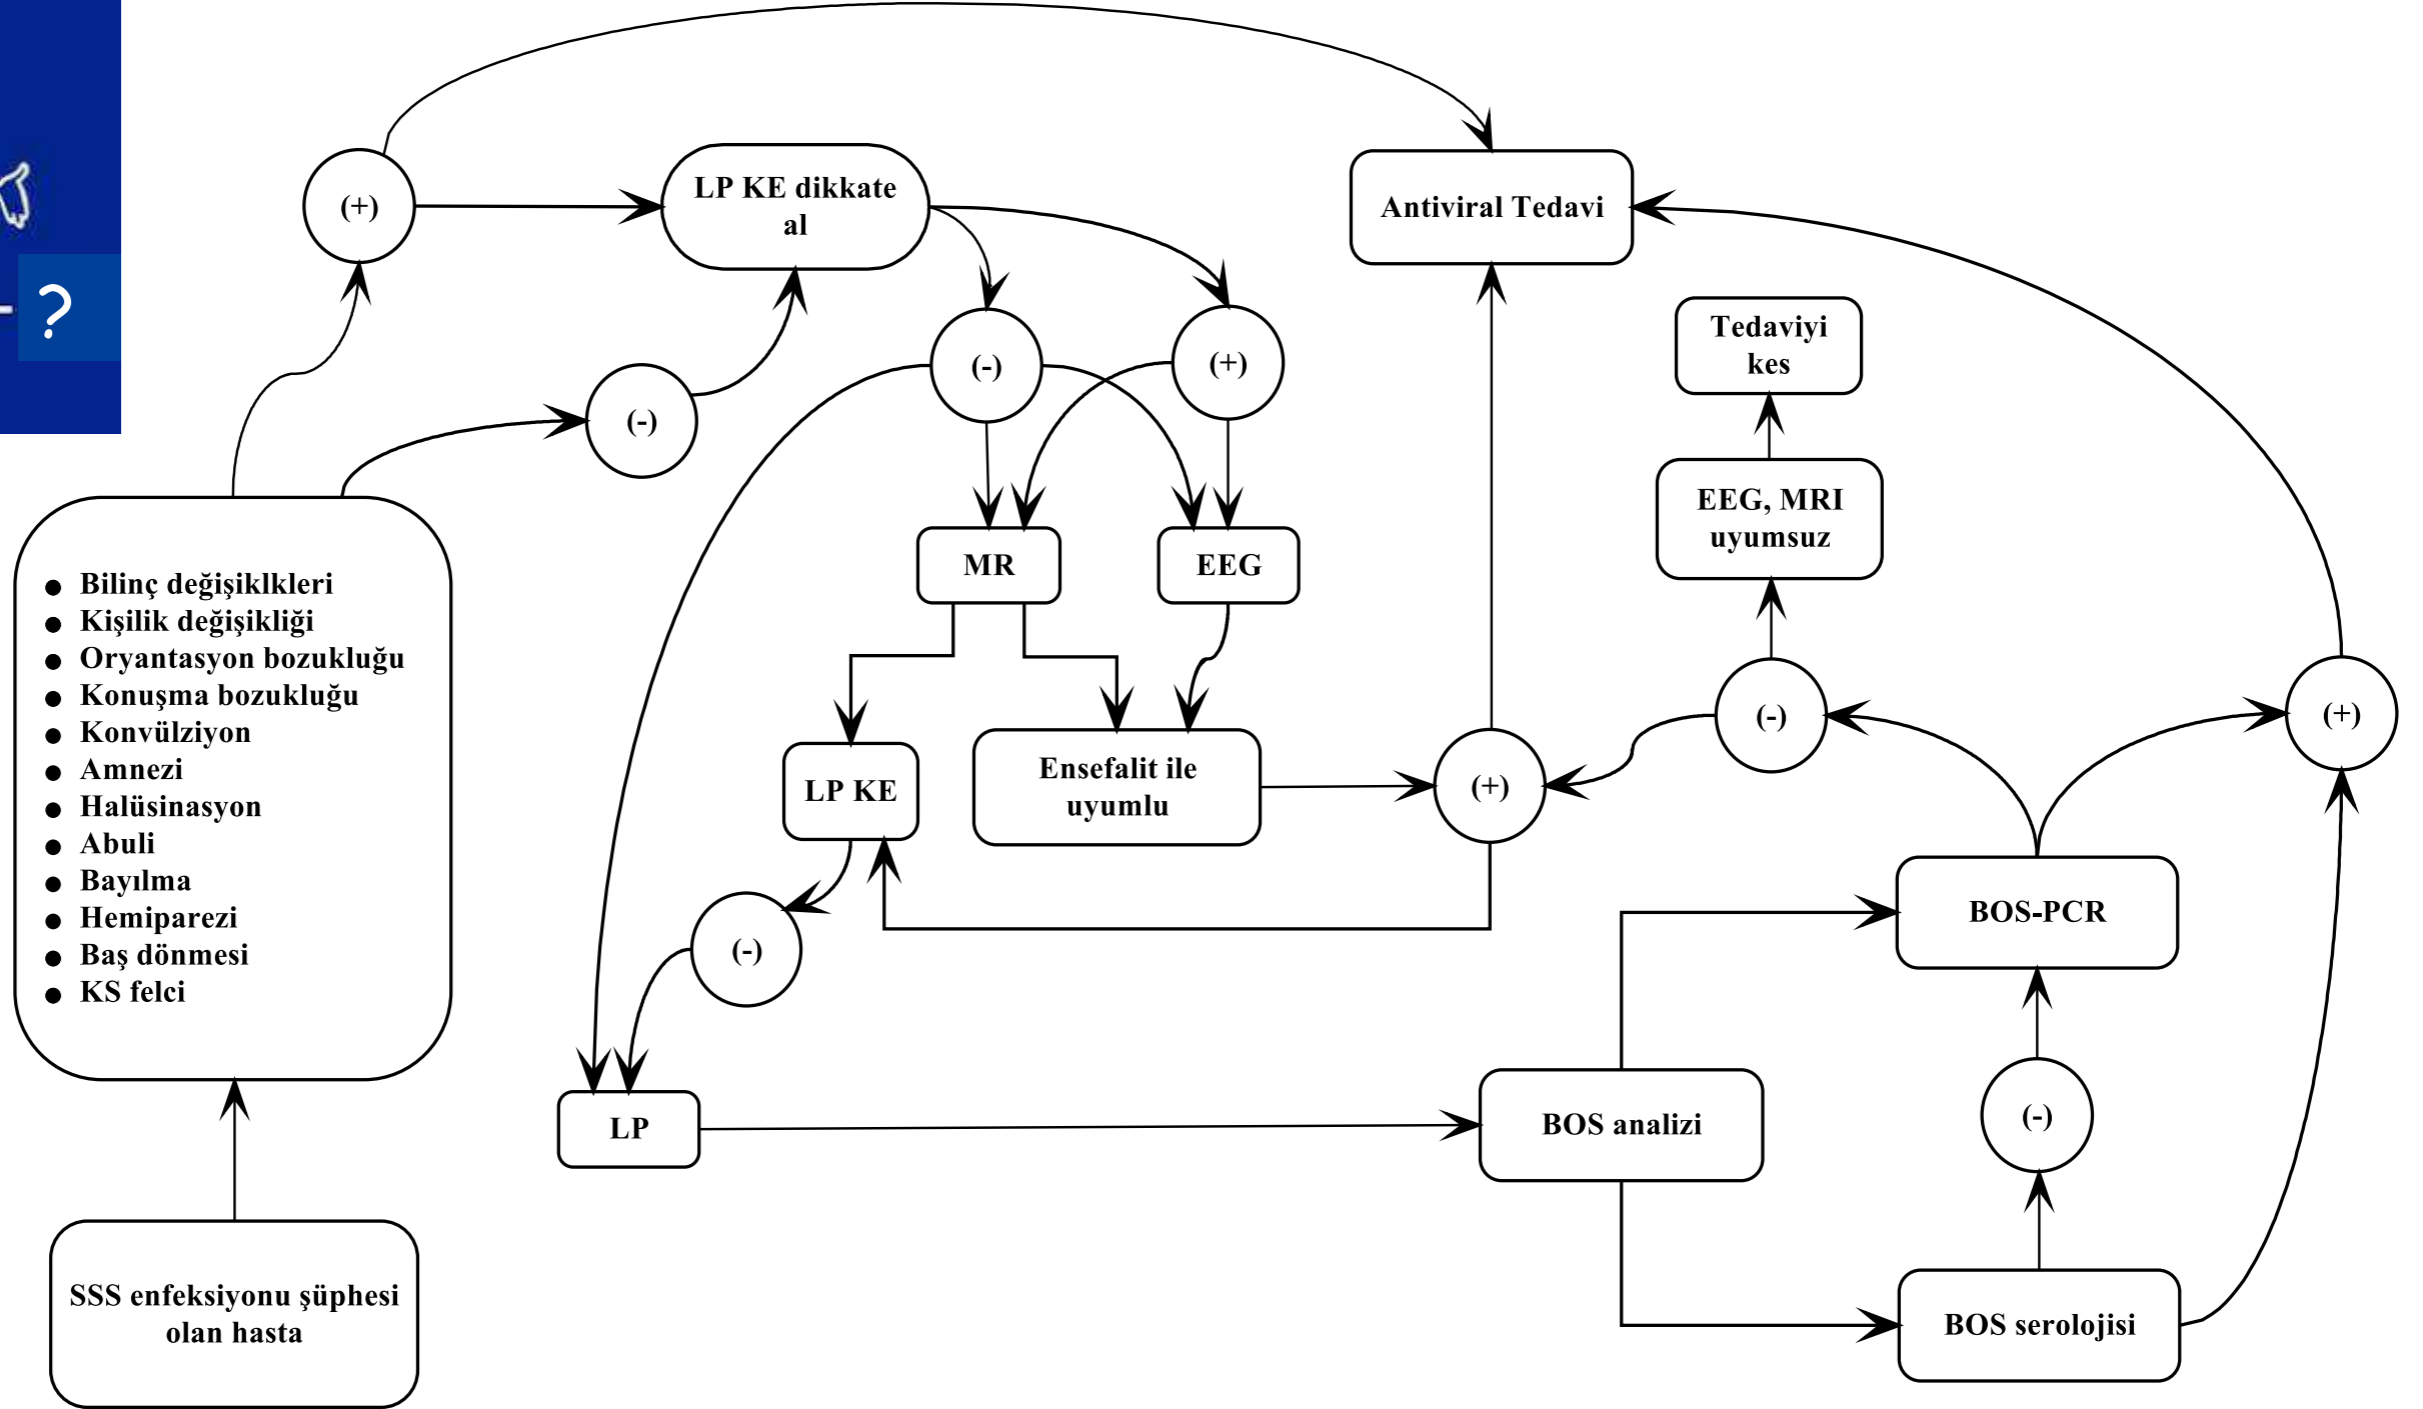 ?
(+)
LP KE dikkate
al
Antiviral Tedavi
(-)
(+)
(-)
Tedaviyi
kes
EEG, MRI
uyumsuz
MR
EEG
● Bilinç değişiklkleri
● Kişilik değişikliği
● Oryantasyon bozukluğu
● Konuşma bozukluğu
● Konvülziyon
● Amnezi
● Halüsinasyon
● Abuli
● Bayılma
● Hemiparezi
● Baş dönmesi
● KS felci
LP KE
Ensefalit ile
uyumlu
(+)
(-)
(+)
(-)
BOS-PCR
LP
BOS analizi
(-)
SSS enfeksiyonu şüphesi
olan hasta
BOS serolojisi